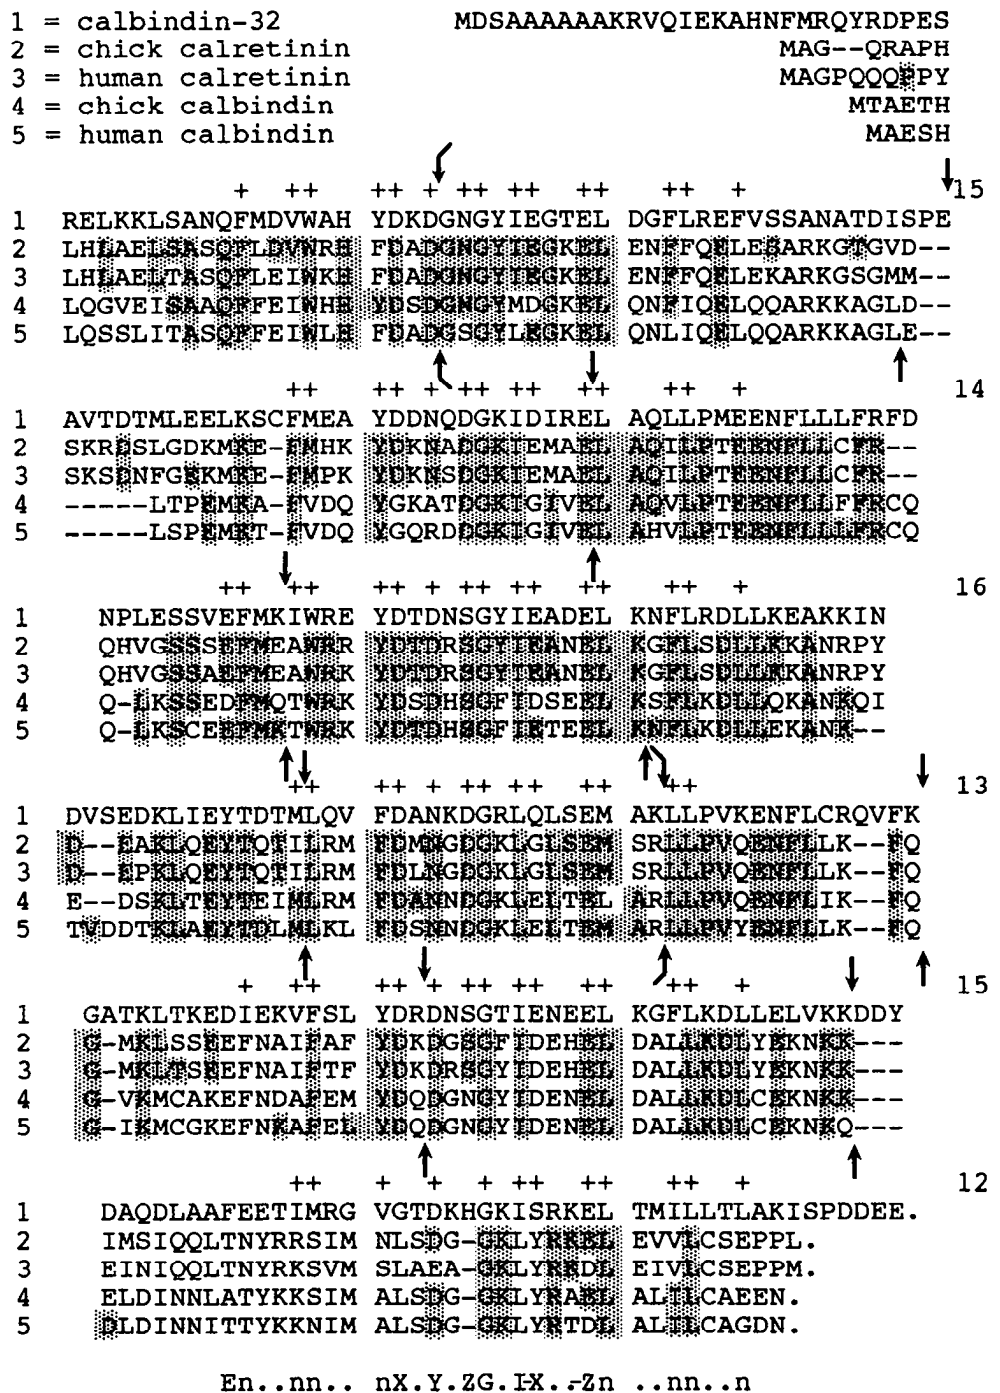 1 = calbindin-32 MDSAAAAAAKRVQIEKAHNFMRQYRDPES
2 = chick calretinin MAG--QRAPH
3 = human calretinin MAGPQQQPPY
4 = chick calbindin MTAETH
5 = human calbindin MAESH
+ ++ ++ + ++ ++ ++ ++ + 15
1 RELKKLSANQFMDVWAH YDKDGNGYIEGTEL DGFLREFVSSANATDISPE
2 LHLAELSASQFLDVWRH FDADGNGYIEGKEL ENFFQELESARKGTGVD--
3 LHLAELTASQFLEIWKH FDADGNGYIEGKEL ENFFQELEKARKGSGMM--
4 LQGVEISAAQFFEIWHH YDSDGNGYMDGKEL QNFIQELQQARKKAGLD--
5 LQSSLITASQFFEIWLH FDADGSGYLEGKEL QNLIQELQQARKKAGLE--
++ ++ + ++ ++ ++ ++ + 14
1 AVTDTMLEELKSCFMEA YDDNQDGKIDIREL AQLLPMEENFLLLFRFD
2 SKRDSLGDKMKE-FMHK YDKNADGKIEMAEL AQILPTEENFLLCFR--
3 SKSDNFGEKMKE-FMPK YDKNSDGKIEMAEL AQILPTEENFLLCFR--
4 -----LTPEMKA-FVDQ YGKATDGKIGIVEL AQVLPTEENFLLFFRCQ
5 -----LSPEMKT-FVDQ YGQRDDGKIGIVEL AHVLPTEENFLLLFRCQ
++ ++ ++ + ++ ++ ++ ++ + 16
1 NPLESSVEFMKIWRE YDTDNSGYIEADEL KNFLRDLLKEAKKIN
2 QHVGSSSEFMEAWRR YDTDRSGYIEANEL KGFLSDLLKKANRPY
3 QHVGSSAEFMEAWRK YDTDRSGYIEANEL KGFLSDLLKKANRPY
4 Q-LKSSEDFMQTWRK YDSDHSGFIDSEEL KSFLKDLLQKANKQI
5 Q-LKSCEEFMKTWRK YDTDHSGFIETEEL KNFLKDLLEKANK--
++ ++ + ++ ++ ++ ++ 13
1 DVSEDKLIEYTDTMLQVF FDANKDGRLQLSEM AKLLPVKENFLCRQVFK
2 D--EAKLQEYTQTILRM FDMNGDGKLGLSEM SRLLPVQENFLLK--FQ
3 D--EPKLQEYTQTILRM FDLNGDGKLGLSEM SRLLPVQENFLLK--FQ
4 E--DSKLTEYTEIMLRM FDANNDGKLELTEL ARLLPVQENFLIK--FQ
5 TVDDTKLAEYTDLMLKL FDSNNDGKLELTEM ARLLPVYENFLLK--FQ
+ ++ ++ + ++ ++ ++ ++ + 15
1 GATKLTKEDIEKVFSL YDRDNSGTIENEEL KGFLKDLLELVKKDDY
2 G-MKLSSEEFNAIFAF YDKDGSGFIDEHEL DALLKDLYEKNKK---
3 G-MKLTSEEFNAIFTF YDKDRSGYIDEHEL DALLKDLYEKNKK---
4 G-VKMCAKEFNDAFEM YDQDGNGYIDENEL DALLKDLCEKNKK---
5 G-IKMCGKEFNKAFEL YDQDGNGYIDENEL DALLKDLCEKNKQ---
++ + + + ++ ++ ++ + 12
1 DAQDLAAFEETIMRG VGTDKHGKISRKEL TMILLTLAKISPDDEE.
2 IMSIQQLTNYRRSIM NLSDG-GKLYRKEL EVVLCSEPPL.
3 EINIQQLTNYRKSVM SLAEA-GKLYRKDL EIVLCSEPPM.
4 ELDINNLATYKKSIM ALSDG-GKLYRAEL ALILCAEEN.
5 DLDINNITTYKKNIM ALSDG-GKLYRTDL ALILCAGDN.
En..nn.. nX.Y.ZG.I-X..-Zn ..nn..n